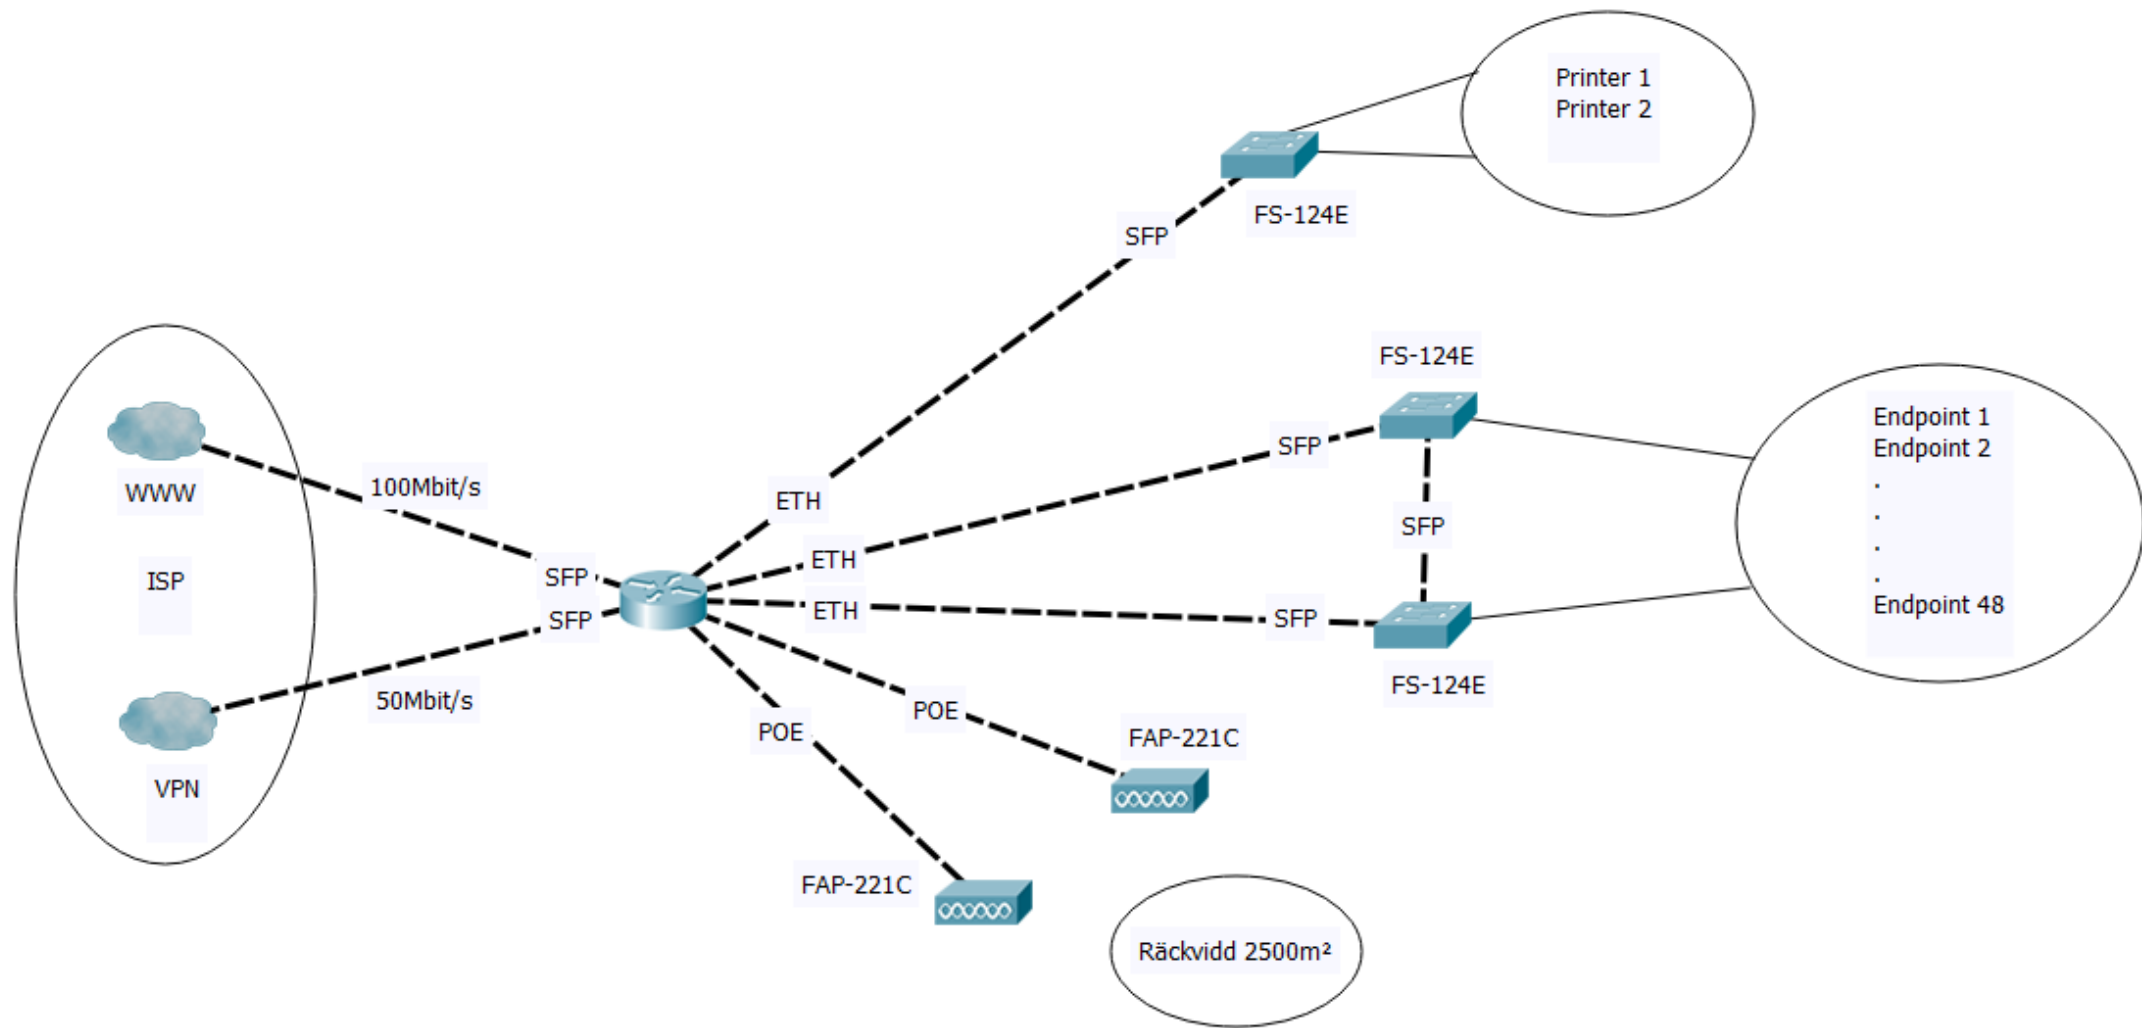 Printer 1
Printer 2
FS-124E
SFP
FS-124E
Endpoint 1
Endpoint 2
.
.
.
.
Endpoint 48
SFP
SFP
SFP
FS-124E
WWW
100Mbit/s
ETH
ETH
ETH
ISP
SFP
SFP
50Mbit/s
VPN
POE
POE
FAP-221C
FAP-221C
Räckvidd 2500m²